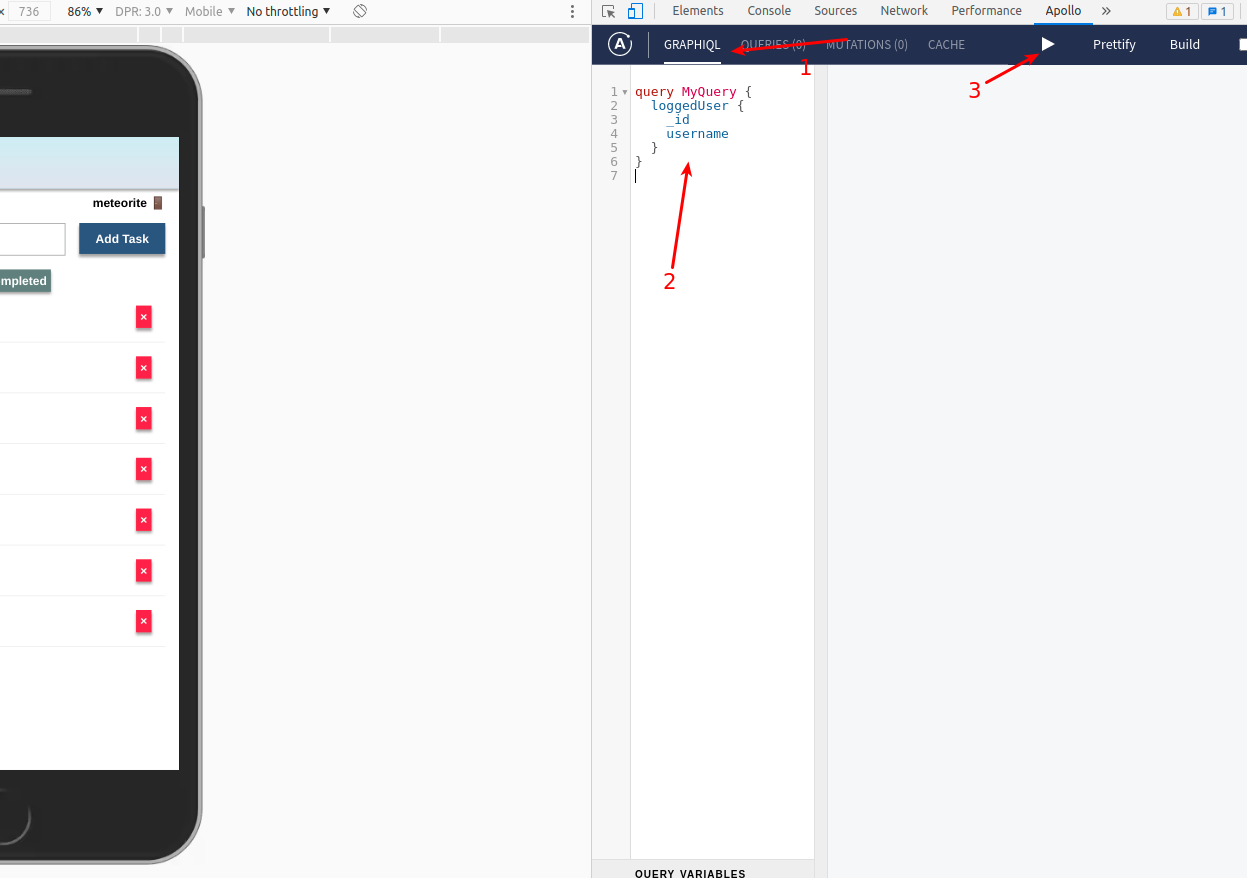 × 736 86% DPR: 3.0 Mobile No throttling
Elements Console Sources Network Performance Apollo » 1 1
A GRAPHIQL QUERIES (0) MUTATIONS (0) CACHE Prettify Build
1
3
1 query MyQuery {
2 loggedUser {
3 _id
4 username
5 }
6 }
7
2
meteorite
Add Task
mpleted
×
×
×
×
×
×
×
QUERY VARIABLES